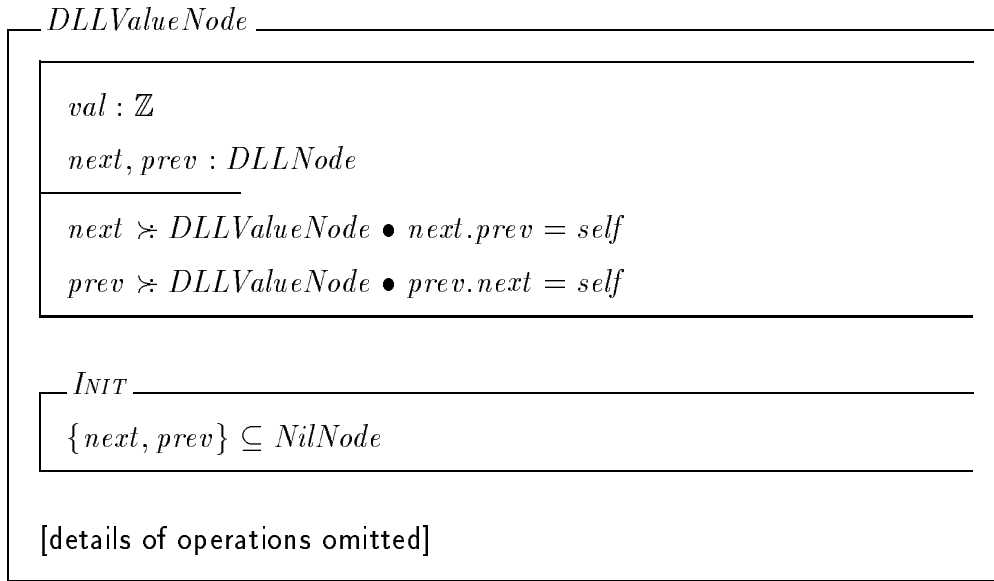 DLLValueNode
val : ℤ
next, prev : DLLNode
next ≽ DLLValueNode • next.prev = self
prev ≽ DLLValueNode • prev.next = self
INIT
{next, prev} ⊆ NilNode
[details of operations omitted]